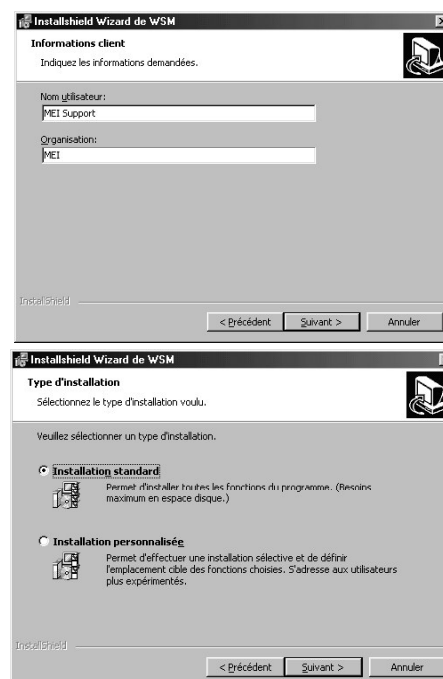 Installshield Wizard de WSM
Informations client
Indiquez les informations demandées.
Nom utilisateur:
MEI Support
Organisation:
MEI
InstallShield
< Précédent
Suivant >
Annuler
Installshield Wizard de WSM
Type d'installation
Sélectionnez le type d'installation voulu.
Veuillez sélectionner un type d'installation.
Installation standard
Permet d'installer toutes les fonctions du programme. (Besoins
maximum en espace disque.)
Installation personnalisée
Permet d'effectuer une installation sélective et de définir
l'emplacement cible des fonctions choisies. S'adresse aux utilisateurs
plus expérimentés.
InstallShield
< Précédent
Suivant >
Annuler